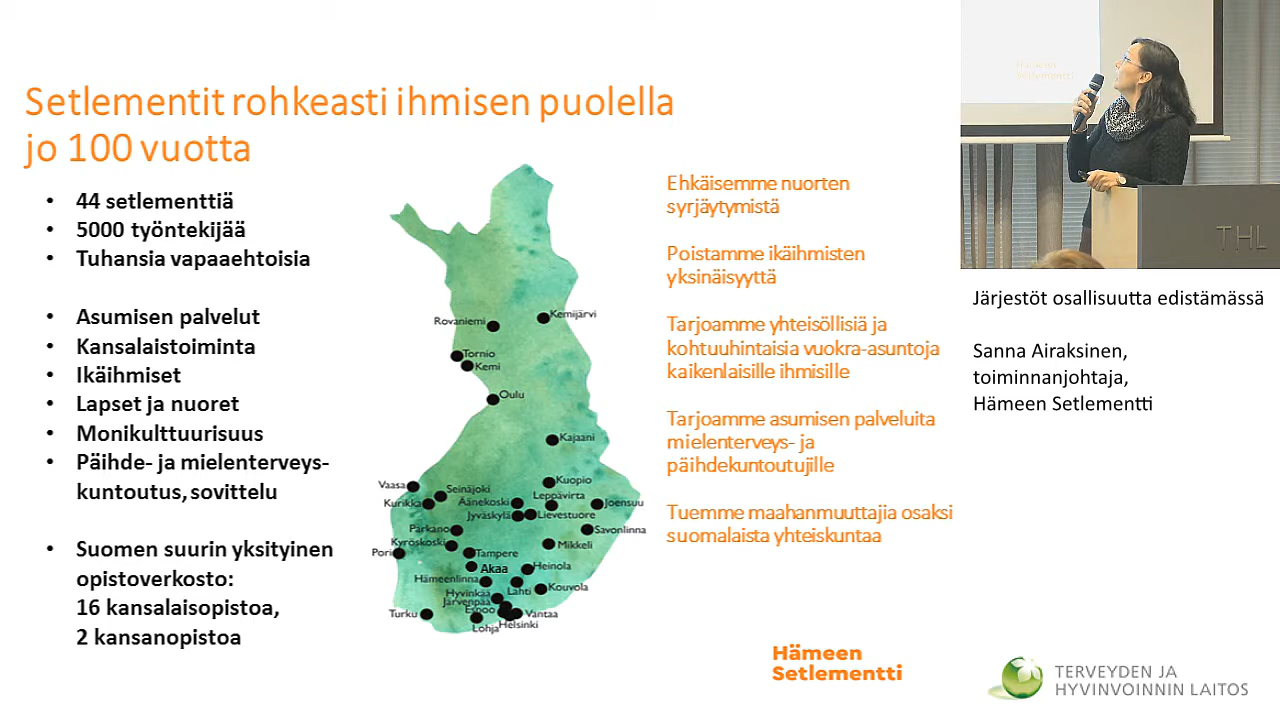 Setlementit rohkeasti ihmisen puolella
jo 100 vuotta
• 44 setlementtiä
• 5000 työntekijää
• Tuhansia vapaaehtoisia
• Asumisen palvelut
• Kansalaistoiminta
• Ikäihmiset
• Lapset ja nuoret
• Monikulttuurisuus
• Päihde- ja mielenterveys-
kuntoutus, sovittelu
• Suomen suurin yksityinen
opistoverkosto:
16 kansalaisopistoa,
2 kansanopistoa
Rovaniemi
Kemijärvi
Tornio
Kemi
Oulu
Kajaani
Vaasa
Seinäjoki
Kuopio
Kurikka
Äänekoski
Leppävirta
Joensuu
Jyväskylä
Lievestuore
Parkano
Savonlinna
Kyröskoski
Mikkeli
Pori
Tampere
Akaa
Heinola
Hämeenlinna
Lahti
Kouvola
Hyvinkää
Järvenpää
Espoo
Turku
Vantaa
Lohja
Helsinki
Ehkäisemme nuorten
syrjäytymistä
Poistamme ikäihmisten
yksinäisyyttä
Tarjoamme yhteisöllisiä ja
kohtuuhintaisia vuokra-asuntoja
kaikenlaisille ihmisille
Tarjoamme asumisen palveluita
mielenterveys- ja
päihdekuntoutujille
Tuemme maahanmuuttajia osaksi
suomalaista yhteiskuntaa
Hämeen
Setlementti
Hämeen
Setlementti
THL
Järjestöt osallisuutta edistämässä
Sanna Airaksinen,
toiminnanjohtaja,
Hämeen Setlementti
TERVEYDEN JA
HYVINVOINNIN LAITOS